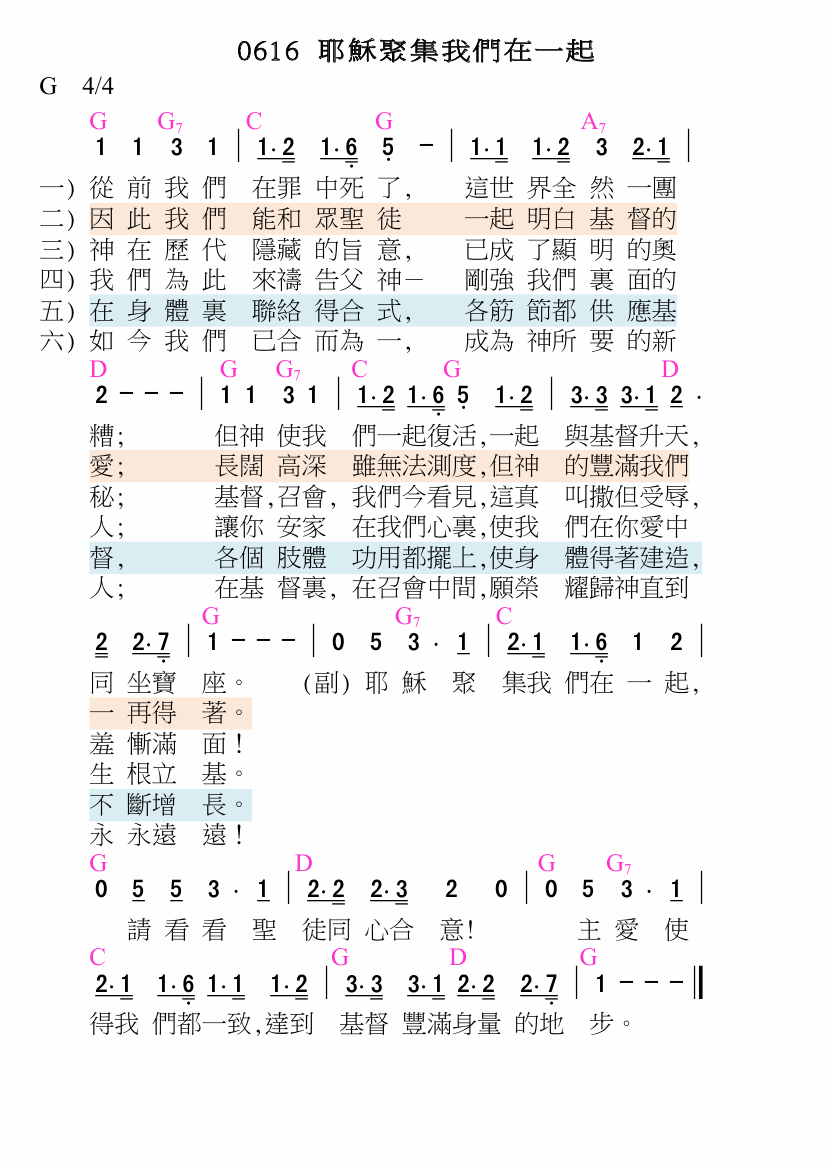 0616 耶穌聚集我們在一起
G 4/4
G G7 C G A7
1 1 3 1 | 1· 2 1· 6 5 – | 1· 1 1· 2 3 2· 1 |
一) 從 前 我 們 在罪 中死 了, 這世 界全 然 一團
二) 因 此 我 們 能和 眾聖 徒 一起 明白 基 督的
三) 神 在 歷 代 隱藏 的旨 意, 已成 了顯 明 的奧
四) 我 們 為 此 來禱 告父 神－ 剛強 我們 裏 面的
五) 在 身 體 裏 聯絡 得合 式, 各筋 節都 供 應基
六) 如 今 我 們 已合 而為 一, 成為 神所 要 的新
D G G7 C G D
2 – – – | 1 1 3 1 | 1· 2 1· 6 5 1· 2 | 3· 3 3· 1 2 ·
糟; 但神 使我 們一起復活,一起 與基督升天,
愛; 長闊 高深 雖無法測度,但神 的豐滿我們
秘; 基督,召會, 我們今看見,這真 叫撒但受辱,
人; 讓你 安家 在我們心裏,使我 們在你愛中
督, 各個 肢體 功用都擺上,使身 體得著建造,
人; 在基 督裏, 在召會中間,願榮 耀歸神直到
G G7 C
2 2· 7 | 1 – – – | 0 5 3 · 1 | 2· 1 1· 6 1 2 |
同 坐寶 座。 (副) 耶 穌 聚 集我 們在 一 起,
一 再得 著。
羞 慚滿 面!
生 根立 基。
不 斷增 長。
永 永遠 遠!
G D G G7
0 5 5 3 · 1 | 2· 2 2· 3 2 0 | 0 5 3 · 1 |
請 看 看 聖 徒同 心合 意! 主 愛 使
C G D G
2· 1 1· 6 1· 1 1· 2 | 3· 3 3· 1 2· 2 2· 7 | 1 – – – ‖
得我 們都一致,達到 基督 豐滿身量 的地 步。